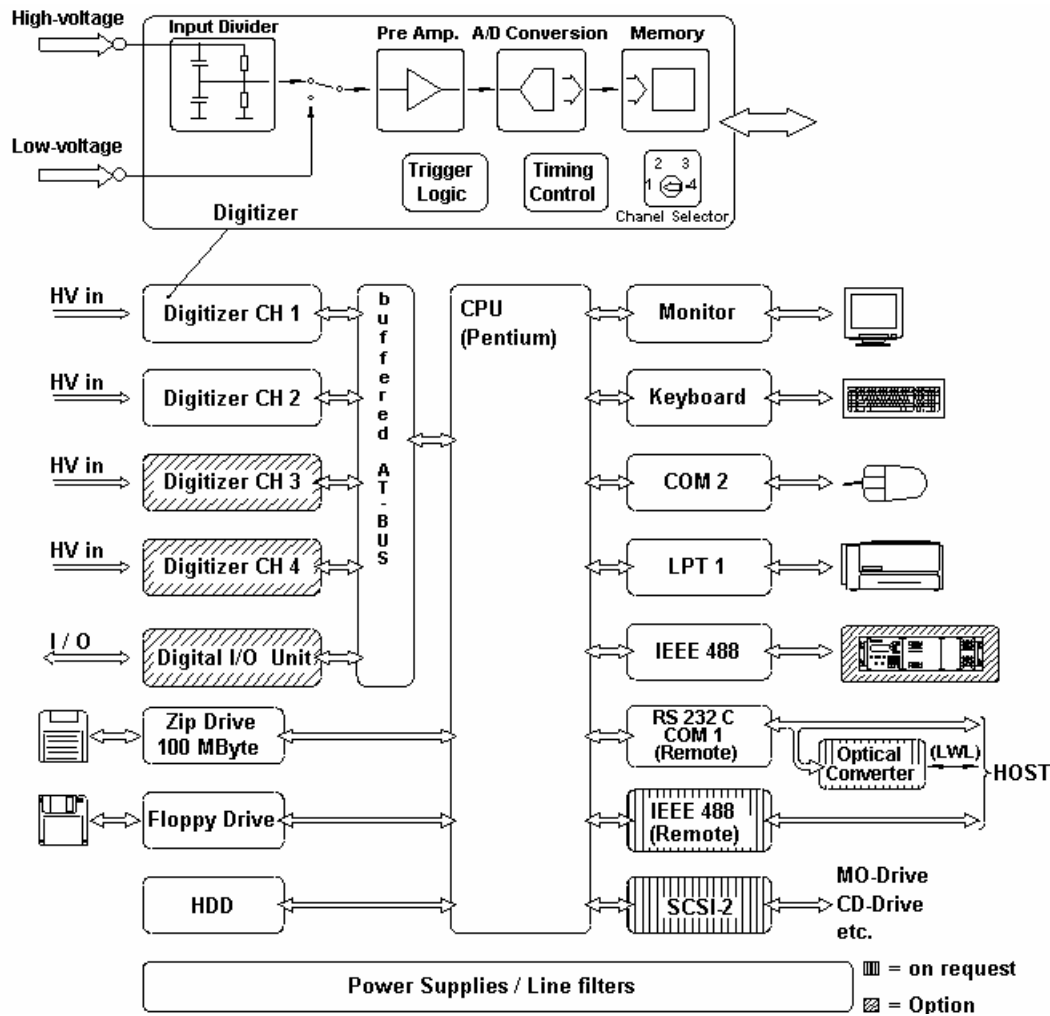 High-voltage
Input Divider
Pre Amp.
A/D Conversion
Memory
Low-voltage
Trigger
Logic
Timing
Control
2 3
1 4
Chanel Selector
Digitizer
HV in
Digitizer CH 1
HV in
Digitizer CH 2
HV in
Digitizer CH 3
HV in
Digitizer CH 4
I / O
Digital I/O Unit
buffered AT-BUS
Zip Drive
100 MByte
Floppy Drive
HDD
CPU
(Pentium)
Monitor
Keyboard
COM 2
LPT 1
IEEE 488
RS 232 C
COM 1
(Remote)
Optical
Converter
(LWL)
HOST
IEEE 488
(Remote)
SCSI-2
MO-Drive
CD-Drive
etc.
Power Supplies / Line filters
= on request
= Option